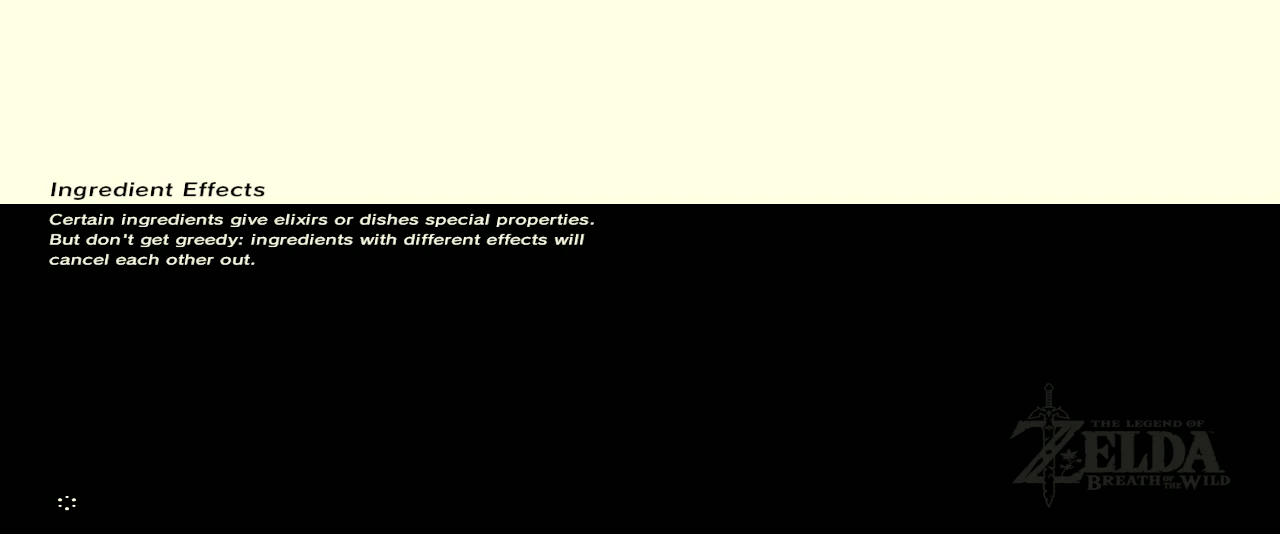 Ingredient Effects
Certain ingredients give elixirs or dishes special properties.
But don't get greedy: ingredients with different effects will
cancel each other out.
THE LEGEND OF
ZELDA
BREATH OF THE WILD